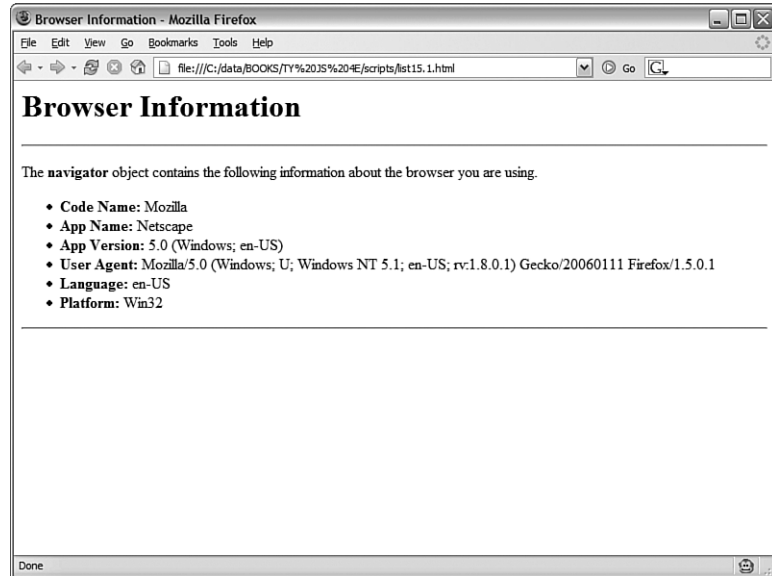 Browser Information - Mozilla Firefox
File Edit View Go Bookmarks Tools Help
file:///C:/data/BOOKS/TY%20JS%204E/scripts/list15.1.html Go G
Browser Information
The navigator object contains the following information about the browser you are using.
• Code Name: Mozilla
• App Name: Netscape
• App Version: 5.0 (Windows; en-US)
• User Agent: Mozilla/5.0 (Windows; U; Windows NT 5.1; en-US; rv:1.8.0.1) Gecko/20060111 Firefox/1.5.0.1
• Language: en-US
• Platform: Win32
Done